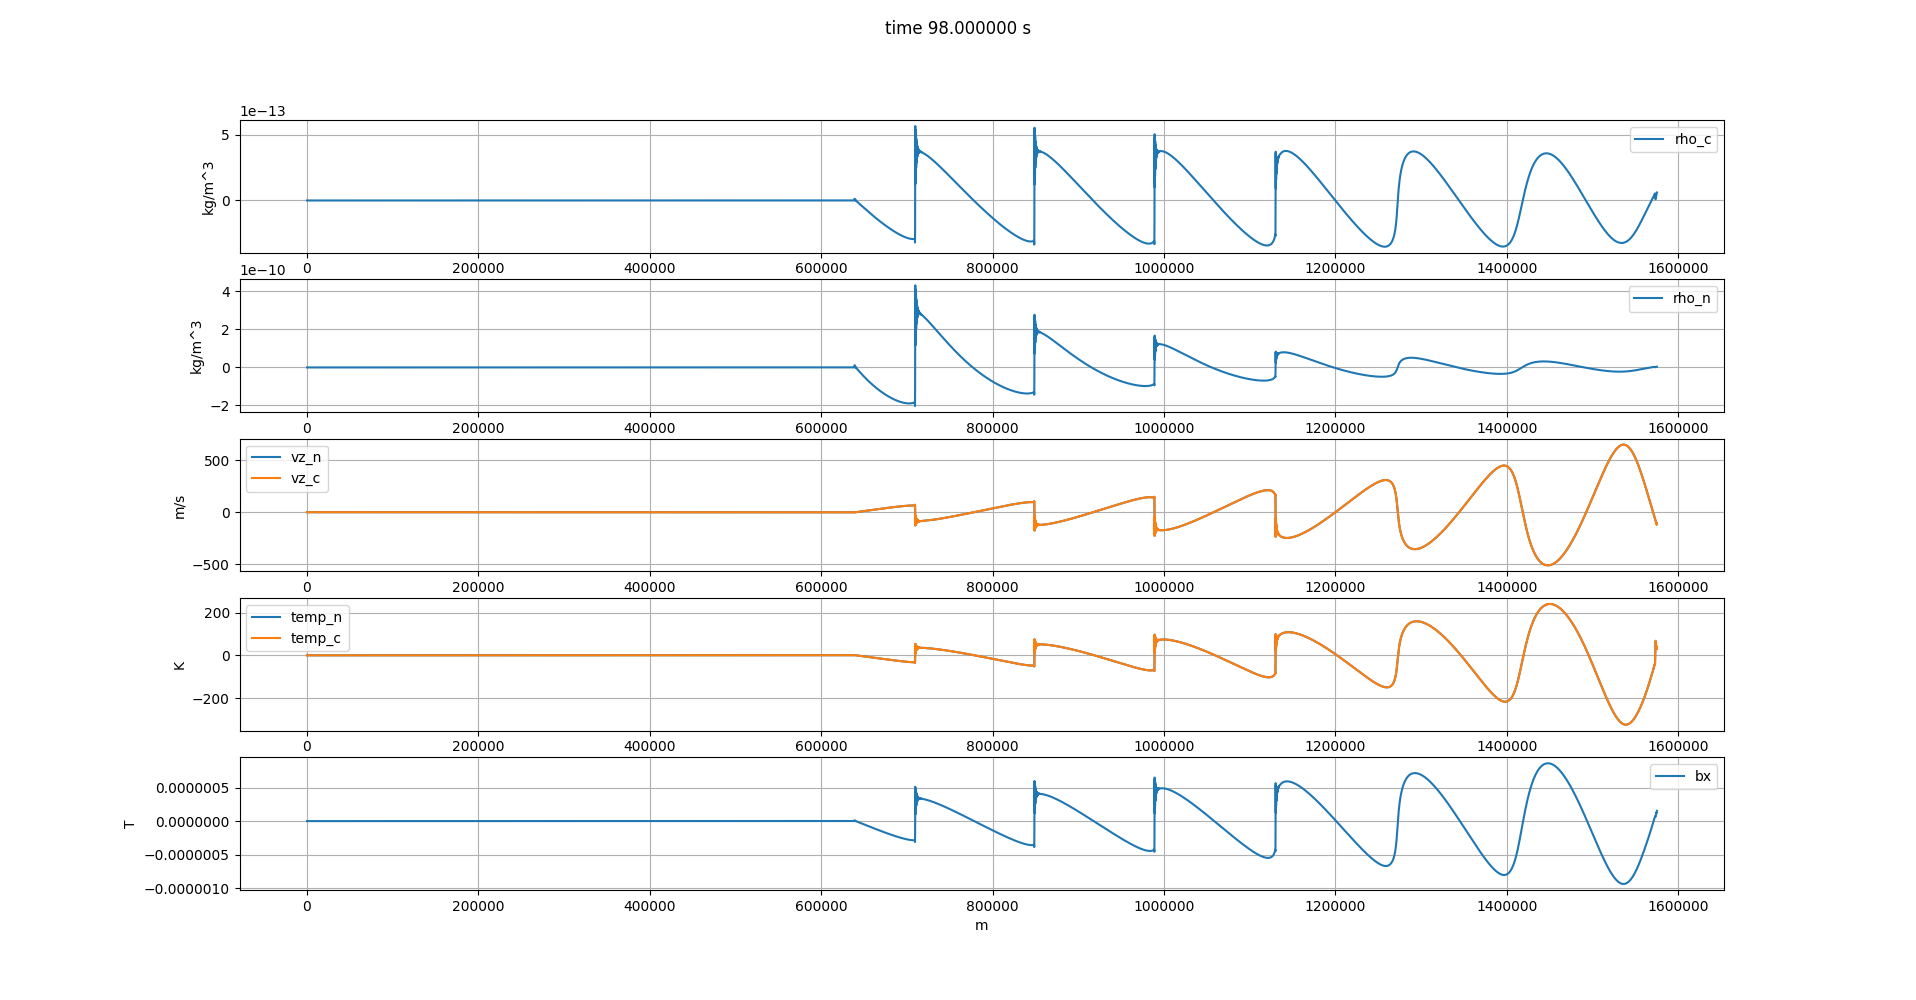 time 98.000000 s
1e−13
5
0
kg/m^3
rho_c
0 200000 400000 600000 800000 1000000 1200000 1400000 1600000
1e−10
4
2
0
−2
kg/m^3
rho_n
0 200000 400000 600000 800000 1000000 1200000 1400000 1600000
500
0
−500
m/s
vz_n
vz_c
0 200000 400000 600000 800000 1000000 1200000 1400000 1600000
200
0
−200
K
temp_n
temp_c
0 200000 400000 600000 800000 1000000 1200000 1400000 1600000
0.0000005
0.0000000
−0.0000005
−0.0000010
T
bx
0 200000 400000 600000 800000 1000000 1200000 1400000 1600000
m